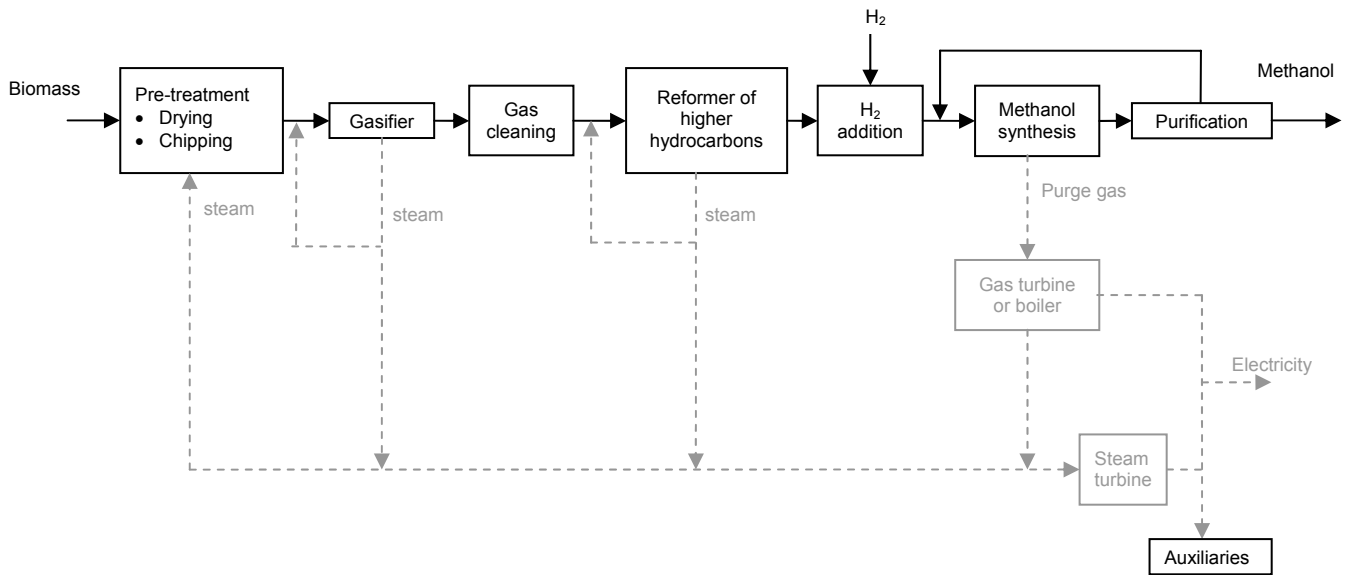 H₂
Biomass
Methanol
Pre-treatment
• Drying
• Chipping
Gasifier
Gas
cleaning
Reformer of
higher
hydrocarbons
H₂
addition
Methanol
synthesis
Purification
steam
steam
steam
Purge gas
Gas turbine
or boiler
Electricity
Steam
turbine
Auxiliaries